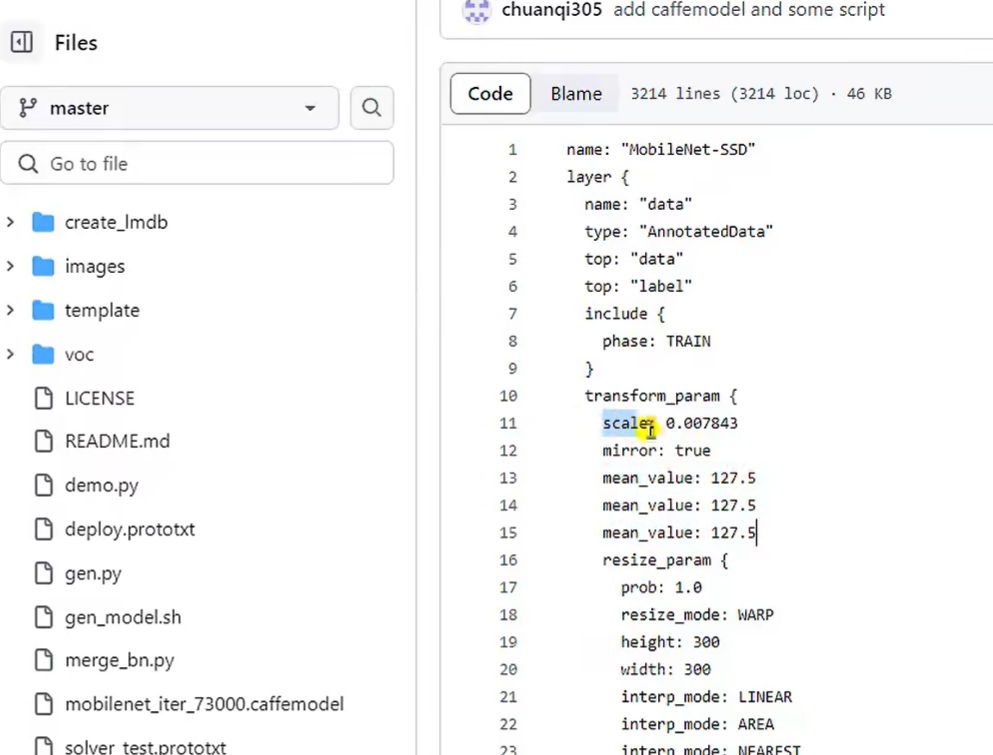 chuanqi305 add caffemodel and some script
Files
master
Go to file
create_lmdb
images
template
voc
LICENSE
README.md
demo.py
deploy.prototxt
gen.py
gen_model.sh
merge_bn.py
mobilenet_iter_73000.caffemodel
solver_test.prototxt
Code Blame 3214 lines (3214 loc) · 46 KB
1 name: "MobileNet-SSD"
2 layer {
3 name: "data"
4 type: "AnnotatedData"
5 top: "data"
6 top: "label"
7 include {
8 phase: TRAIN
9 }
10 transform_param {
11 scale: 0.007843
12 mirror: true
13 mean_value: 127.5
14 mean_value: 127.5
15 mean_value: 127.5
16 resize_param {
17 prob: 1.0
18 resize_mode: WARP
19 height: 300
20 width: 300
21 interp_mode: LINEAR
22 interp_mode: AREA
23 interp_mode: NEAREST